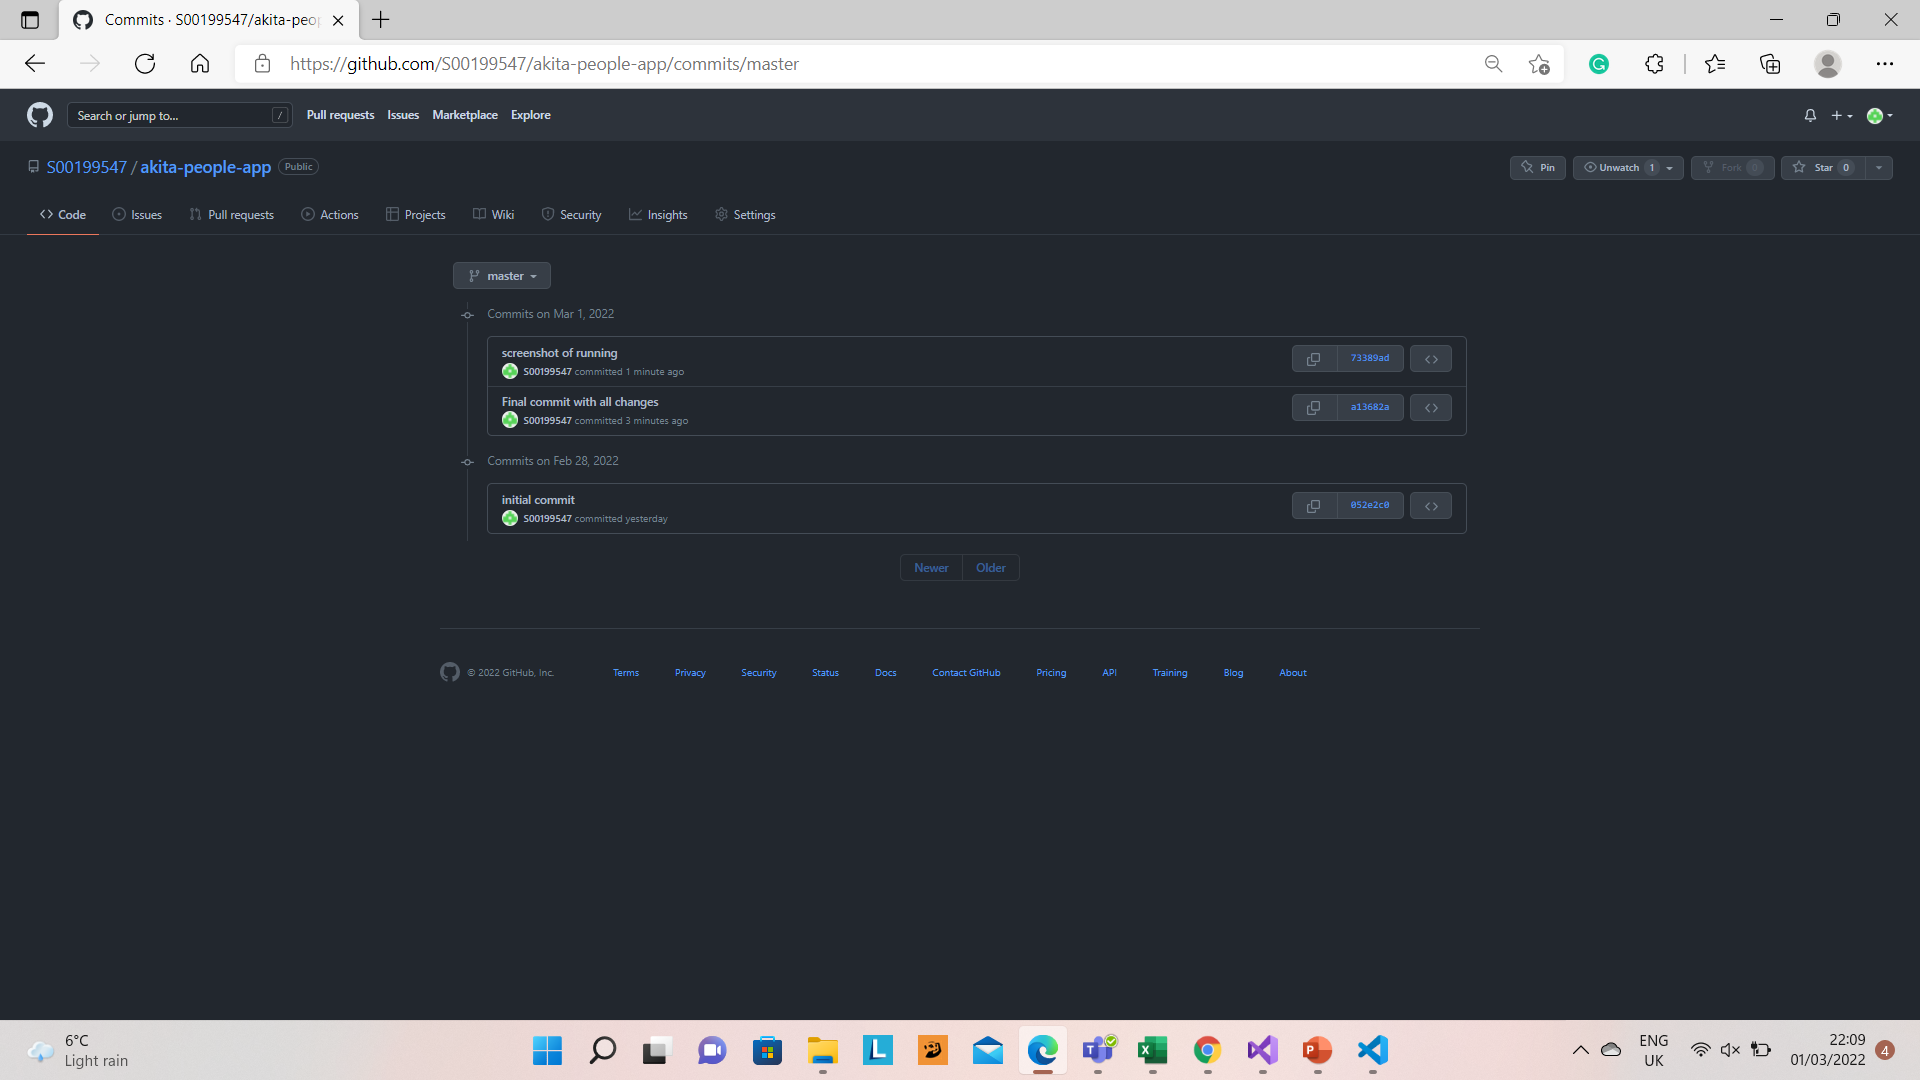 Commits · S00199547/akita-peo
https://github.com/S00199547/akita-people-app/commits/master
Search or jump to... /
Pull requests Issues Marketplace Explore
S00199547 / akita-people-app Public
Pin Unwatch 1 Fork 0 Star 0
Code Issues Pull requests Actions Projects Wiki Security Insights Settings
master
Commits on Mar 1, 2022
screenshot of running
S00199547 committed 1 minute ago
73389ad
Final commit with all changes
S00199547 committed 3 minutes ago
a13682a
Commits on Feb 28, 2022
initial commit
S00199547 committed yesterday
052e2c0
Newer Older
© 2022 GitHub, Inc. Terms Privacy Security Status Docs Contact GitHub Pricing API Training Blog About
6°C
Light rain
ENG
UK
22:09
01/03/2022
4